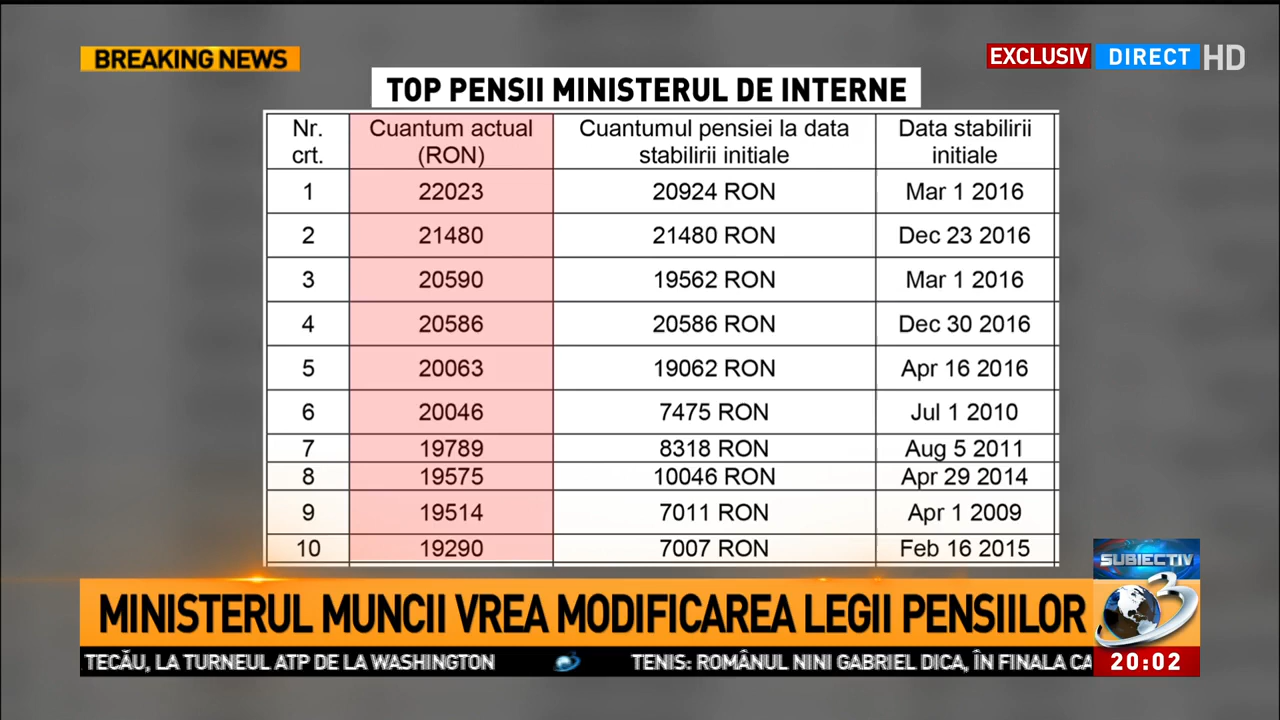 BREAKING NEWS
EXCLUSIV DIRECT HD
TOP PENSII MINISTERUL DE INTERNE
Nr. crt. Cuantum actual (RON) Cuantumul pensiei la data stabilirii initiale Data stabilirii initiale
1 22023 20924 RON Mar 1 2016
2 21480 21480 RON Dec 23 2016
3 20590 19562 RON Mar 1 2016
4 20586 20586 RON Dec 30 2016
5 20063 19062 RON Apr 16 2016
6 20046 7475 RON Jul 1 2010
7 19789 8318 RON Aug 5 2011
8 19575 10046 RON Apr 29 2014
9 19514 7011 RON Apr 1 2009
10 19290 7007 RON Feb 16 2015
SUBIECTIV
3
MINISTERUL MUNCII VREA MODIFICAREA LEGII PENSIILOR
TECĂU, LA TURNEUL ATP DE LA WASHINGTON TENIS: ROMÂNUL NINI GABRIEL DICA, ÎN FINALA CA
20:02